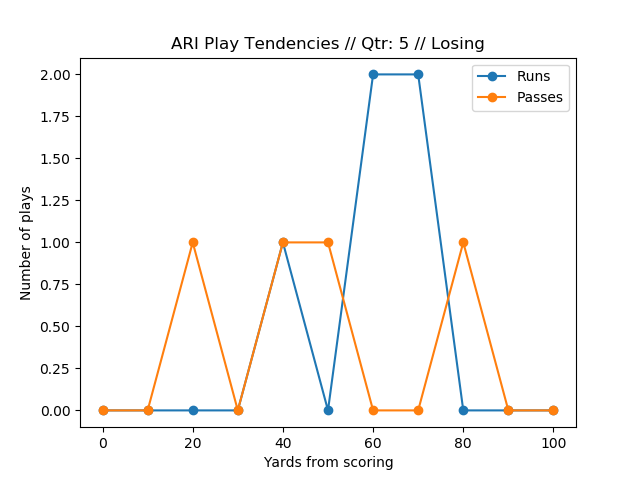 ARI Play Tendencies // Qtr: 5 // Losing
Runs
Passes
Number of plays
2.00
1.75
1.50
1.25
1.00
0.75
0.50
0.25
0.00
0 20 40 60 80 100
Yards from scoring